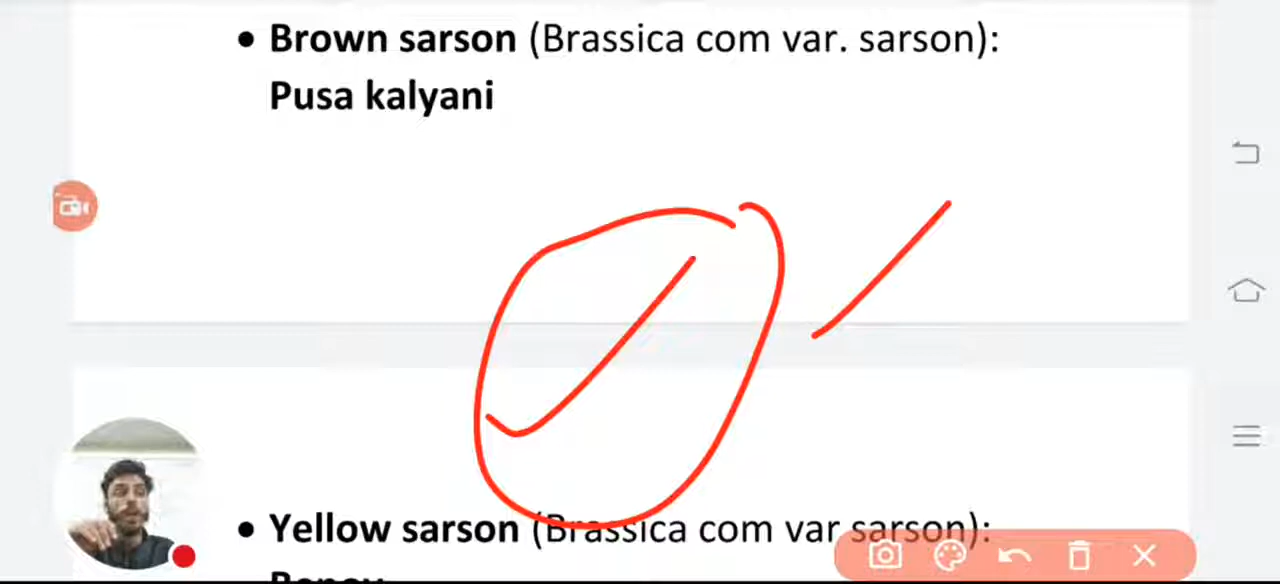 • Brown sarson (Brassica com var. sarson):
Pusa kalyani
• Yellow sarson (Brassica com var sarson):